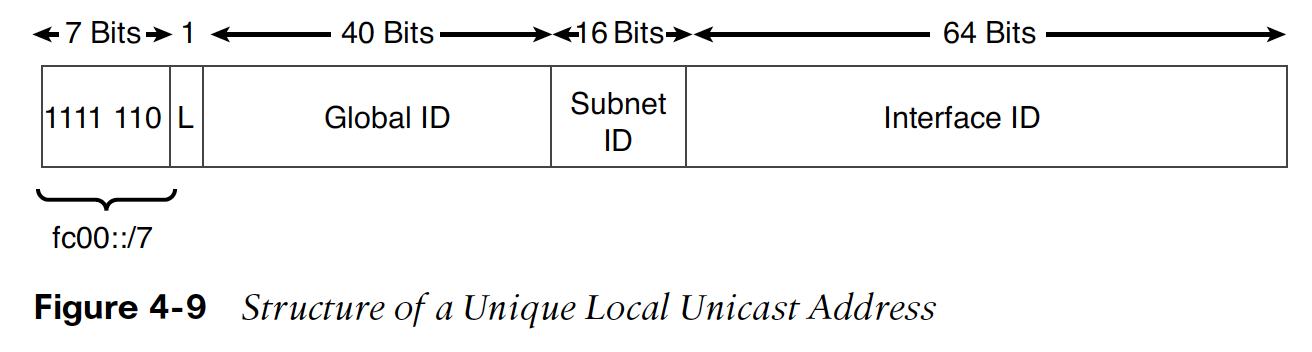 7 Bits 1 40 Bits 16 Bits 64 Bits
1111 110 L Global ID Subnet ID Interface ID
fc00::/7
Figure 4-9 Structure of a Unique Local Unicast Address